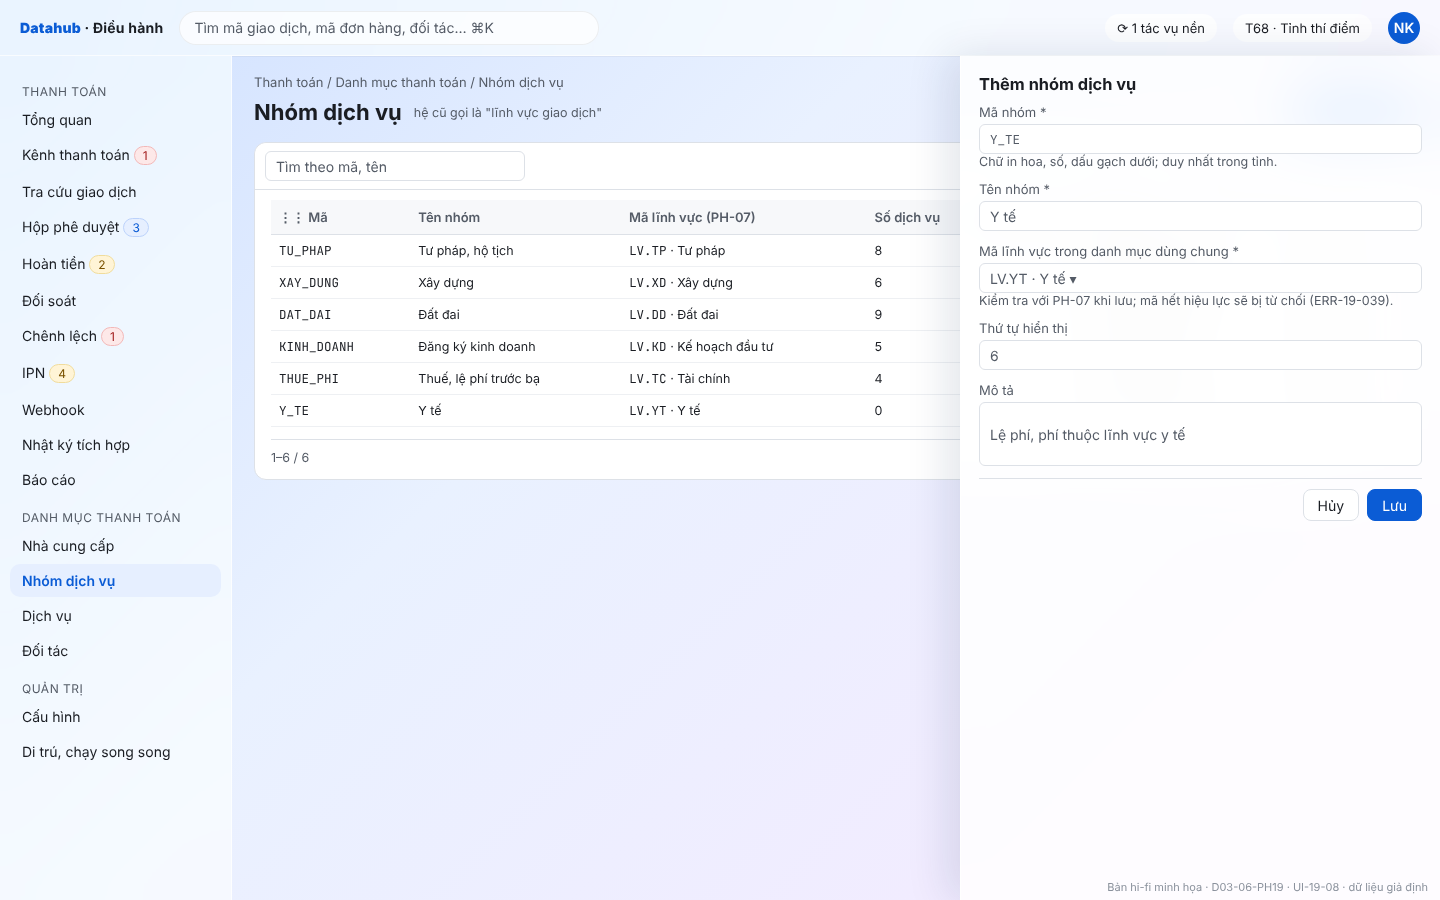 Datahub · Điều hành
Tìm mã giao dịch, mã đơn hàng, đối tác... ⌘K
⟳ 1 tác vụ nền
T68 · Tỉnh thí điểm
NK
THANH TOÁN
Tổng quan
Kênh thanh toán 1
Tra cứu giao dịch
Hộp phê duyệt 3
Hoàn tiền 2
Đối soát
Chênh lệch 1
IPN 4
Webhook
Nhật ký tích hợp
Báo cáo
DANH MỤC THANH TOÁN
Nhà cung cấp
Nhóm dịch vụ
Dịch vụ
Đối tác
QUẢN TRỊ
Cấu hình
Di trú, chạy song song
Thanh toán / Danh mục thanh toán / Nhóm dịch vụ
Nhóm dịch vụ hệ cũ gọi là "lĩnh vực giao dịch"
Tìm theo mã, tên
⋮⋮ Mã Tên nhóm Mã lĩnh vực (PH-07) Số dịch vụ
TU_PHAP Tư pháp, hộ tịch LV.TP · Tư pháp 8
XAY_DUNG Xây dựng LV.XD · Xây dựng 6
DAT_DAI Đất đai LV.DD · Đất đai 9
KINH_DOANH Đăng ký kinh doanh LV.KD · Kế hoạch đầu tư 5
THUE_PHI Thuế, lệ phí trước bạ LV.TC · Tài chính 4
Y_TE Y tế LV.YT · Y tế 0
1–6 / 6
Thêm nhóm dịch vụ
Mã nhóm *
Y_TE
Chữ in hoa, số, dấu gạch dưới; duy nhất trong tỉnh.
Tên nhóm *
Y tế
Mã lĩnh vực trong danh mục dùng chung *
LV.YT · Y tế ▾
Kiểm tra với PH-07 khi lưu; mã hết hiệu lực sẽ bị từ chối (ERR-19-039).
Thứ tự hiển thị
6
Mô tả
Lệ phí, phí thuộc lĩnh vực y tế
Hủy
Lưu
Bản hi-fi minh họa · D03-06-PH19 · UI-19-08 · dữ liệu giả định